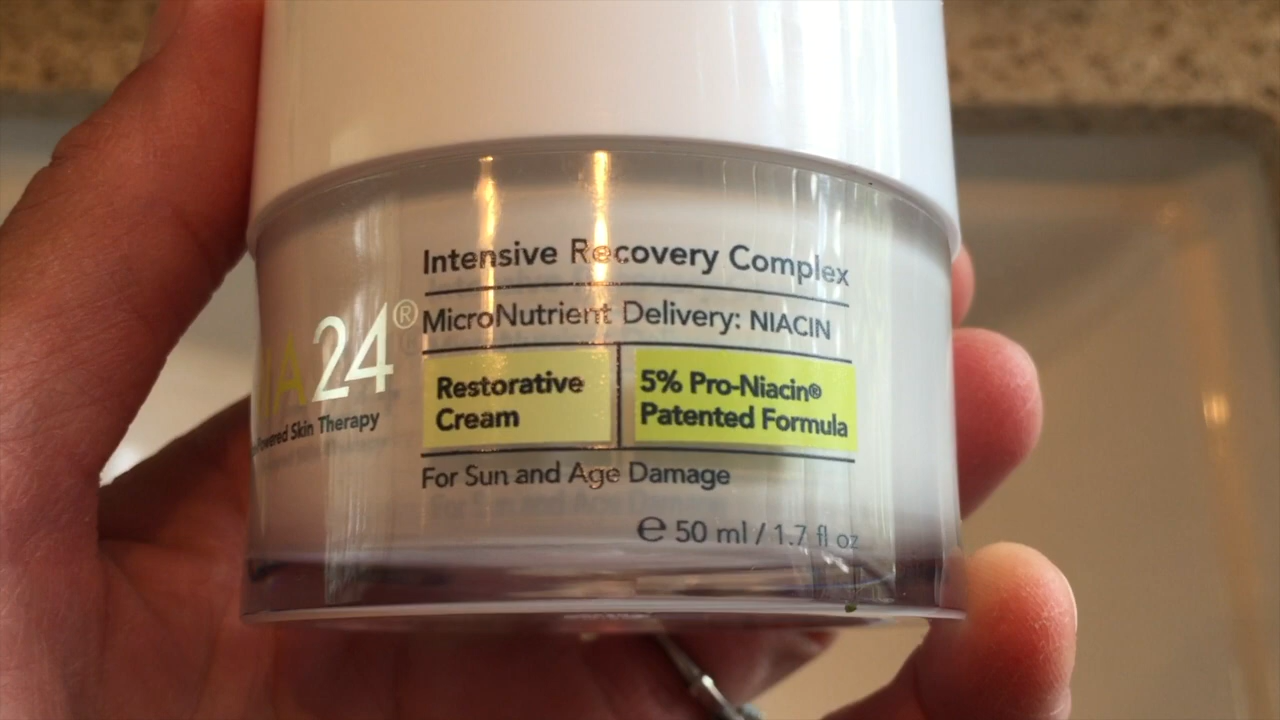 Intensive Recovery Complex
MicroNutrient Delivery: NIACIN
IA24®
Powered Skin Therapy
Restorative
Cream
5% Pro-Niacin®
Patented Formula
For Sun and Age Damage
e 50 ml / 1.7 fl oz